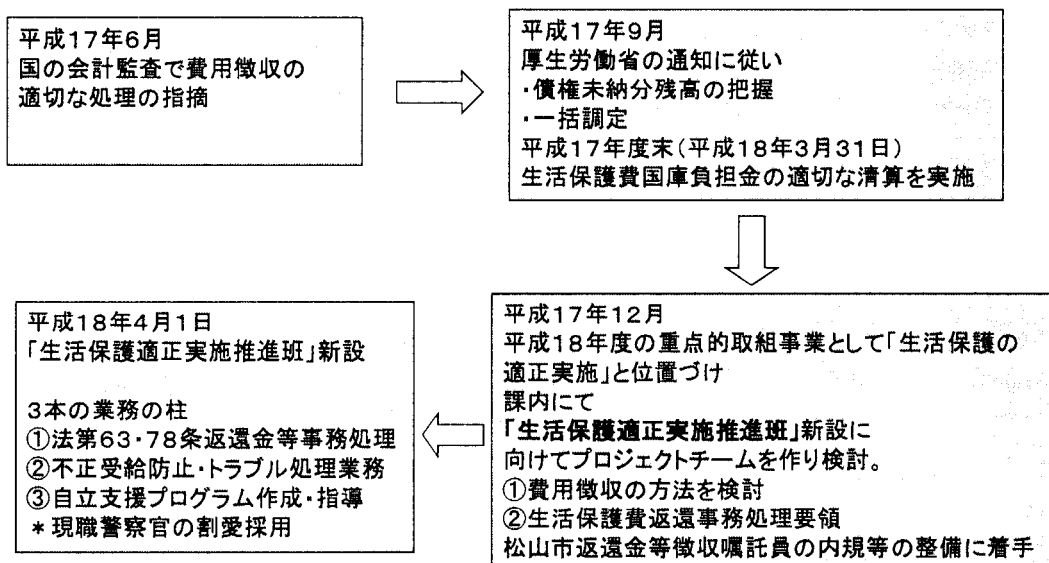 平成17年6月
国の会計監査で費用徴収の
適切な処理の指摘
平成17年9月
厚生労働省の通知に従い
・債権未納分残高の把握
・一括調定
平成17年度末(平成18年3月31日)
生活保護費国庫負担金の適切な清算を実施
平成17年12月
平成18年度の重点的取組事業として「生活保護の
適正実施」と位置づけ
課内にて
「生活保護適正実施推進班」新設に
向けてプロジェクトチームを作り検討。
①費用徴収の方法を検討
②生活保護費返還事務処理要領
松山市返還金等徴収嘱託員の内規等の整備に着手
平成18年4月1日
「生活保護適正実施推進班」新設
3本の業務の柱
①法第63・78条返還金等事務処理
②不正受給防止・トラブル処理業務
③自立支援プログラム作成・指導
*現職警察官の割愛採用